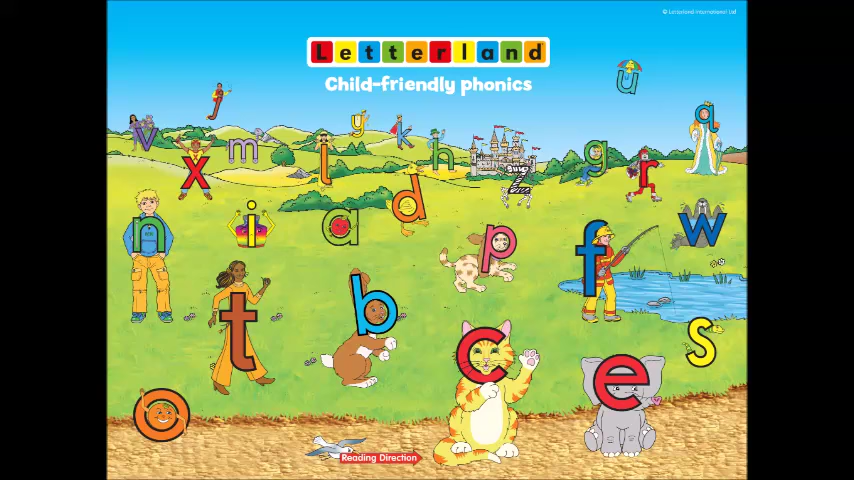 © Letterland International Ltd
Letterland
Child-friendly phonics
u
j
y
k
q
v
m
l
h
g
x
z
r
d
n
i
a
p
f
w
b
t
c
s
e
o
Reading Direction